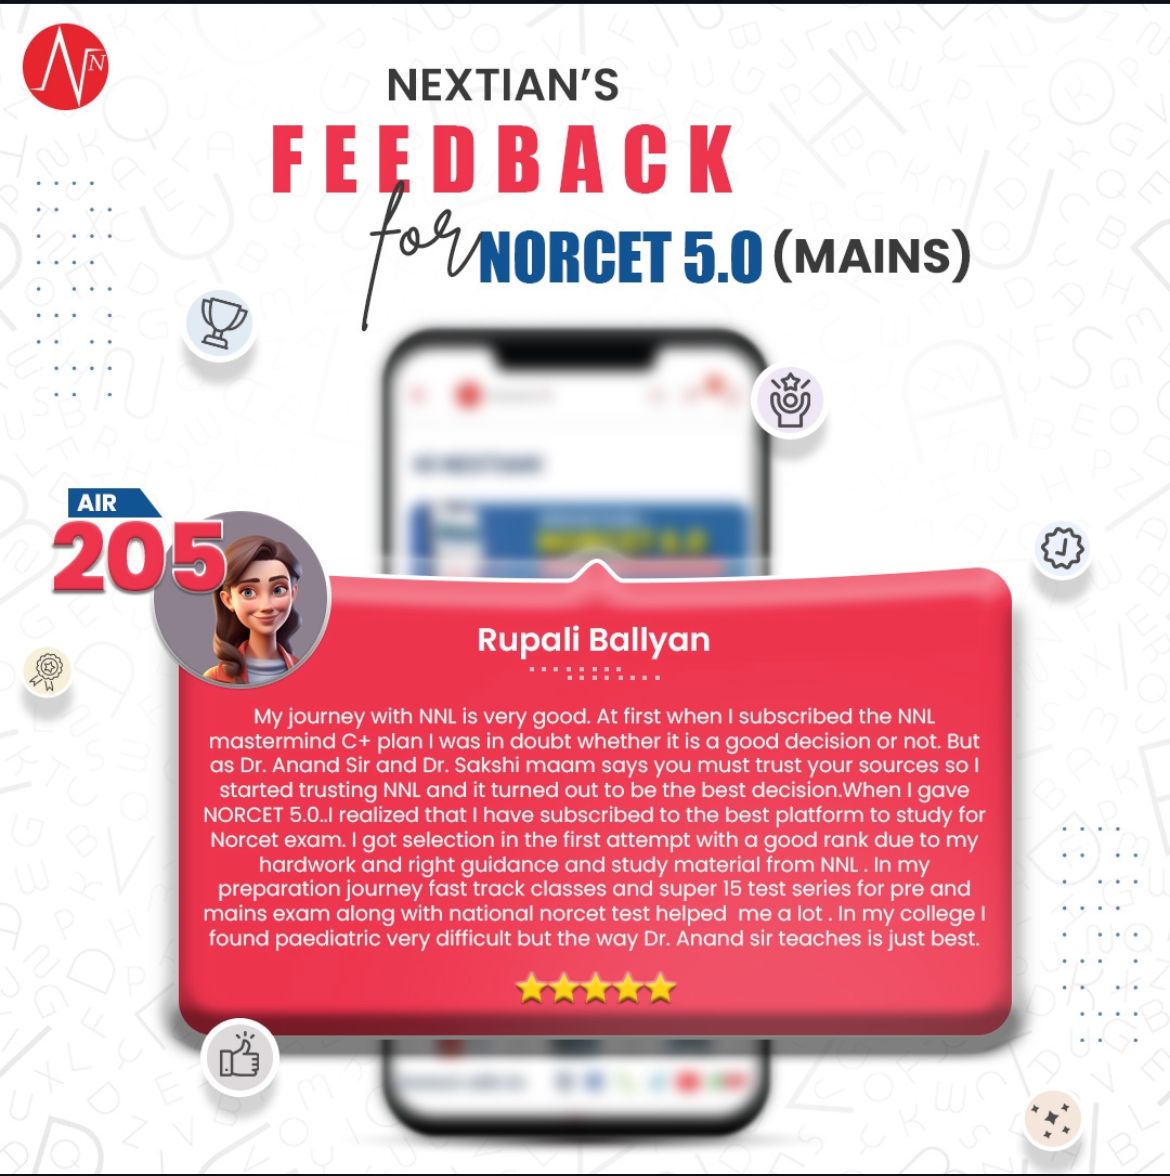 N
NEXTIAN'S
FEEDBACK
for NORCET 5.0 (MAINS)
AIR
205
Rupali Ballyan
My journey with NNL is very good. At first when I subscribed the NNL
mastermind C+ plan I was in doubt whether it is a good decision or not. But
as Dr. Anand Sir and Dr. Sakshi maam says you must trust your sources so I
started trusting NNL and it turned out to be the best decision.When I gave
NORCET 5.0..I realized that I have subscribed to the best platform to study for
Norcet exam. I got selection in the first attempt with a good rank due to my
hardwork and right guidance and study material from NNL . In my
preparation journey fast track classes and super 15 test series for pre and
mains exam along with national norcet test helped  me a lot . In my college I
found paediatric very difficult but the way Dr. Anand sir teaches is just best.